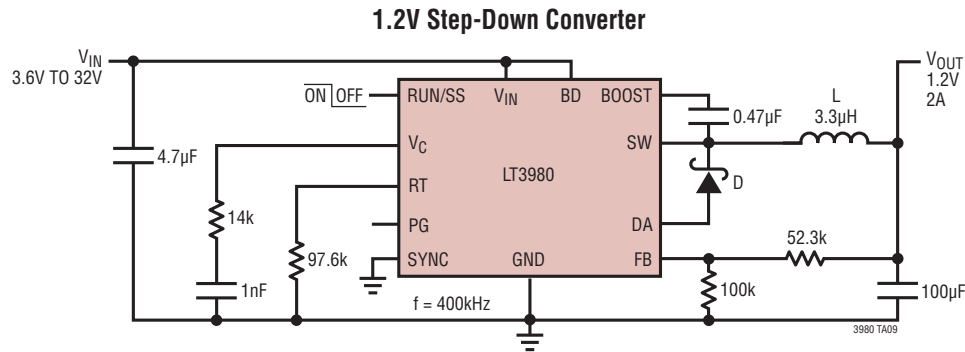 1.2V Step-Down Converter
VIN
3.6V TO 32V
VOUT
1.2V
2A
ON OFF
RUN/SS
VIN
BD
BOOST
L
3.3µH
0.47µF
4.7µF
VC
SW
LT3980
RT
D
14k
PG
DA
97.6k
52.3k
SYNC
GND
FB
1nF
f = 400kHz
100k
100µF
3980 TA09